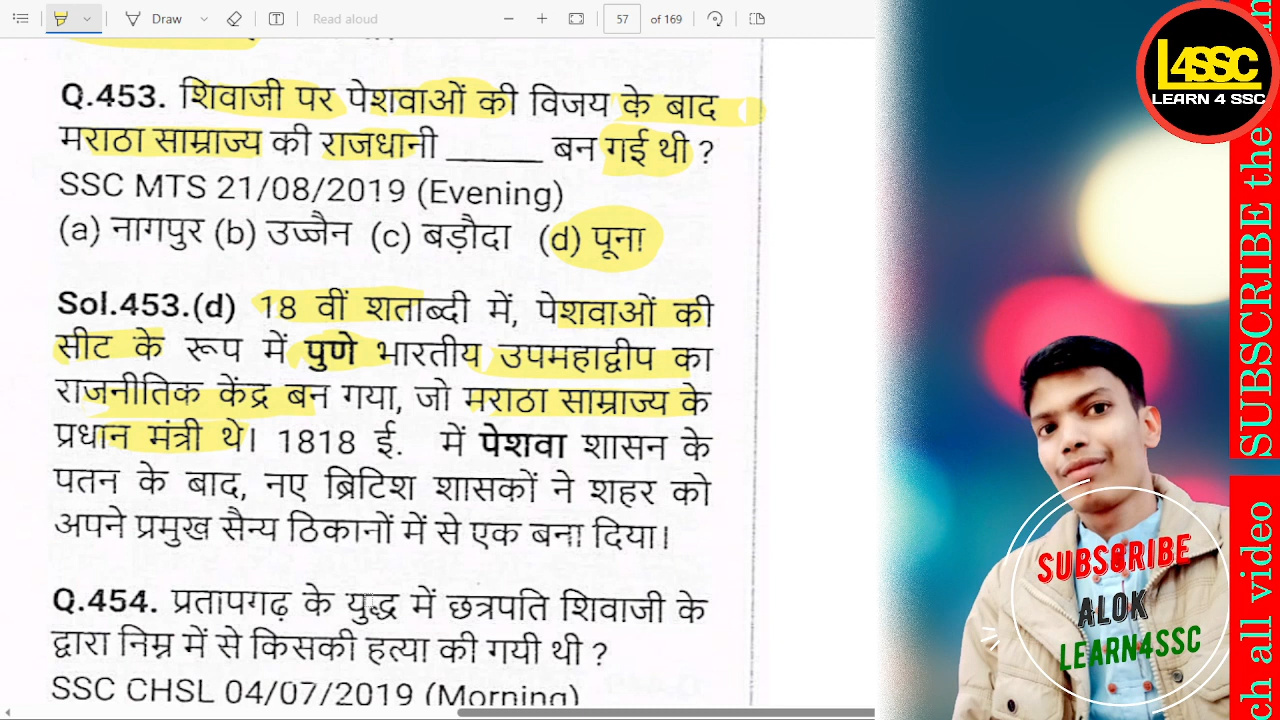 Draw
Read aloud
57
of 169
Q.453. शिवाजी पर पेशवाओं की विजय के बाद
मराठा साम्राज्य की राजधानी ______ बन गई थी ?
SSC MTS 21/08/2019 (Evening)
(a) नागपुर (b) उज्जैन (c) बड़ौदा (d) पूना
Sol.453.(d) 18 वीं शताब्दी में, पेशवाओं की
सीट के रूप में पुणे भारतीय उपमहाद्वीप का
राजनीतिक केंद्र बन गया, जो मराठा साम्राज्य के
प्रधान मंत्री थे। 1818 ई. में पेशवा शासन के
पतन के बाद, नए ब्रिटिश शासकों ने शहर को
अपने प्रमुख सैन्य ठिकानों में से एक बना दिया।
Q.454. प्रतापगढ़ के युद्ध में छत्रपति शिवाजी के
द्वारा निम्न में से किसकी हत्या की गयी थी ?
SSC CHSL 04/07/2019 (Morning)
L4SSC
LEARN 4 SSC
SUBSCRIBE the
in
ch all video
SUBSCRIBE
ALOK
LEARN4SSC